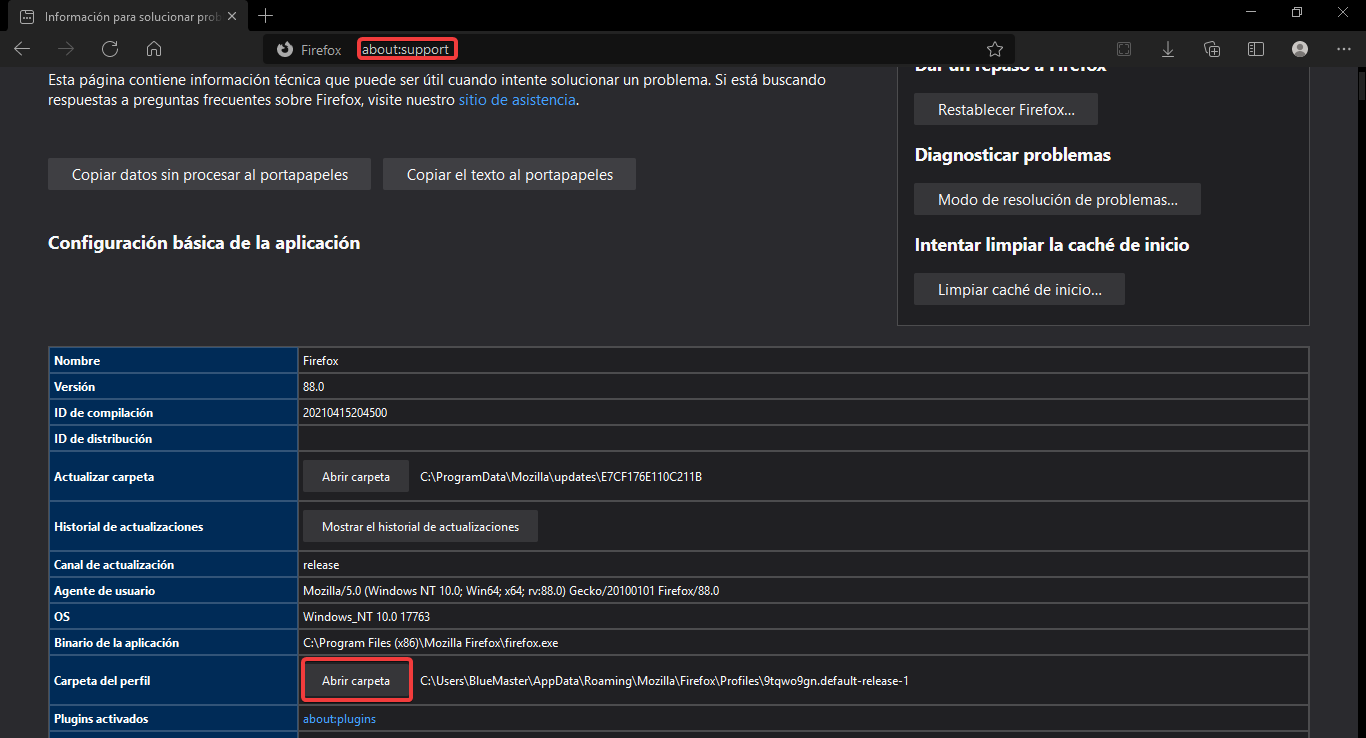 Información para solucionar prob
Firefox
about:support
Esta página contiene información técnica que puede ser útil cuando intente solucionar un problema. Si está buscando
respuestas a preguntas frecuentes sobre Firefox, visite nuestro sitio de asistencia.
Copiar datos sin procesar al portapapeles
Copiar el texto al portapapeles
Dar un repaso a Firefox
Restablecer Firefox...
Diagnosticar problemas
Modo de resolución de problemas...
Intentar limpiar la caché de inicio
Limpiar caché de inicio...
Configuración básica de la aplicación
Nombre Firefox
Versión 88.0
ID de compilación 20210415204500
ID de distribución
Actualizar carpeta Abrir carpeta C:\ProgramData\Mozilla\updates\E7CF176E110C211B
Historial de actualizaciones Mostrar el historial de actualizaciones
Canal de actualización release
Agente de usuario Mozilla/5.0 (Windows NT 10.0; Win64; x64; rv:88.0) Gecko/20100101 Firefox/88.0
OS Windows_NT 10.0 17763
Binario de la aplicación C:\Program Files (x86)\Mozilla Firefox\firefox.exe
Carpeta del perfil Abrir carpeta C:\Users\BlueMaster\AppData\Roaming\Mozilla\Firefox\Profiles\9tqwo9gn.default-release-1
Plugins activados about:plugins